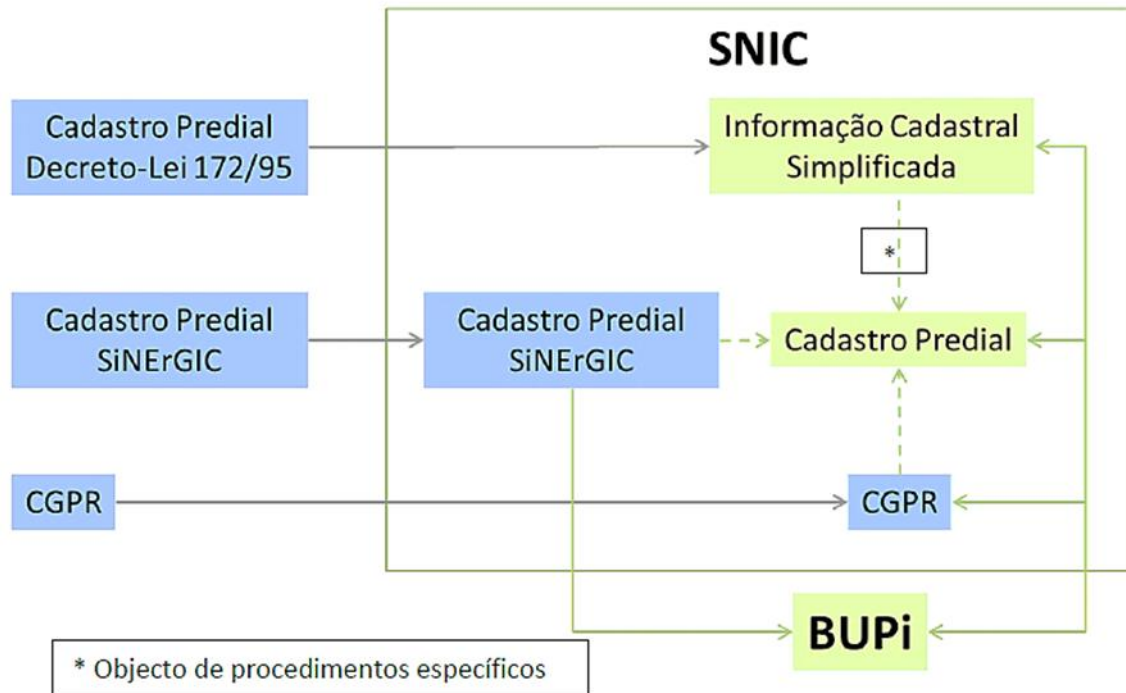 SNIC
Cadastro Predial
Decreto-Lei 172/95
Informação Cadastral
Simplificada
*
Cadastro Predial
SiNErGIC
Cadastro Predial
SiNErGIC
Cadastro Predial
CGPR
CGPR
BUPi
* Objecto de procedimentos específicos